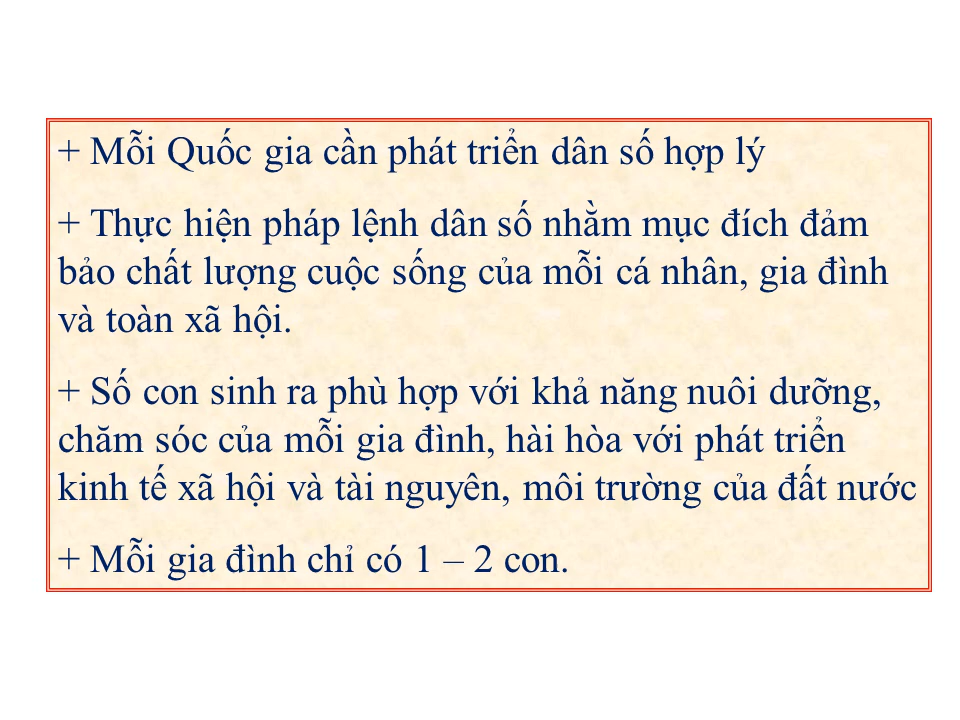 + Mỗi Quốc gia cần phát triển dân số hợp lý
+ Thực hiện pháp lệnh dân số nhằm mục đích đảm
bảo chất lượng cuộc sống của mỗi cá nhân, gia đình
và toàn xã hội.
+ Số con sinh ra phù hợp với khả năng nuôi dưỡng,
chăm sóc của mỗi gia đình, hài hòa với phát triển
kinh tế xã hội và tài nguyên, môi trường của đất nước
+ Mỗi gia đình chỉ có 1 – 2 con.